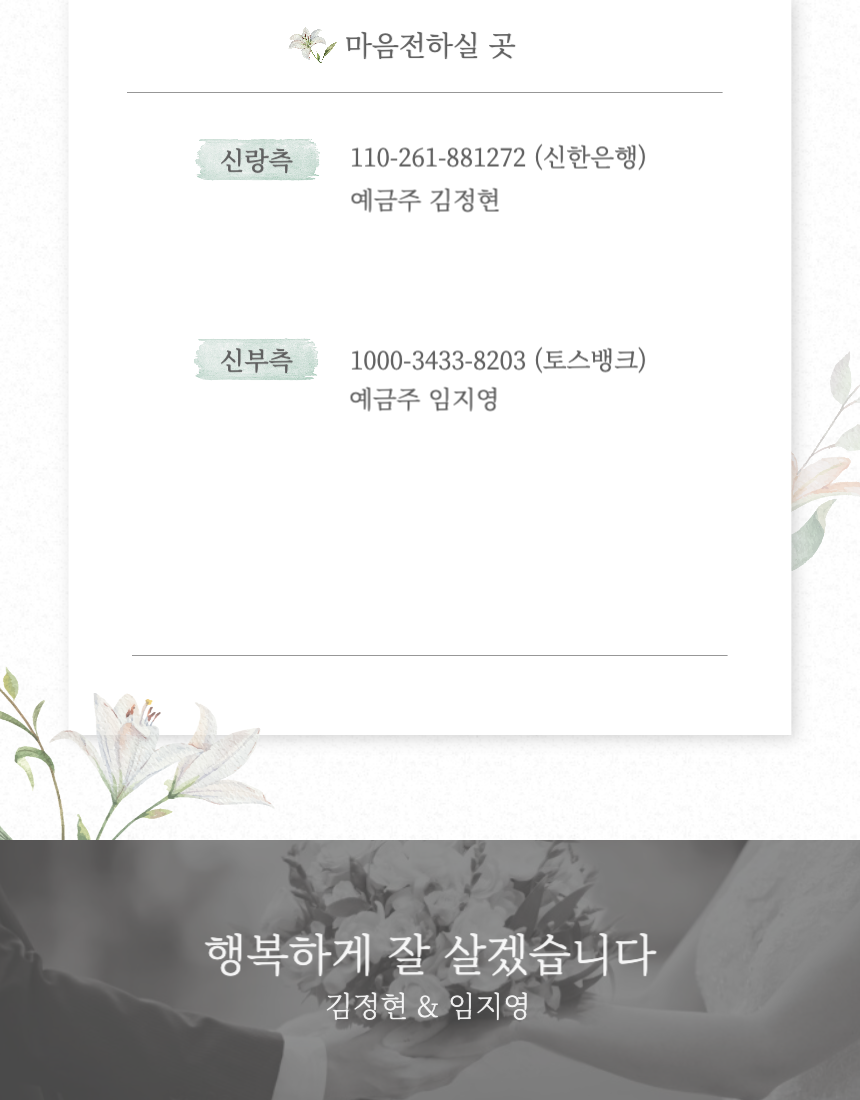 마음전하실 곳
신랑측 110-261-881272 (신한은행)
예금주 김정현
신부측 1000-3433-8203 (토스뱅크)
예금주 임지영
행복하게 잘 살겠습니다
김정현 & 임지영